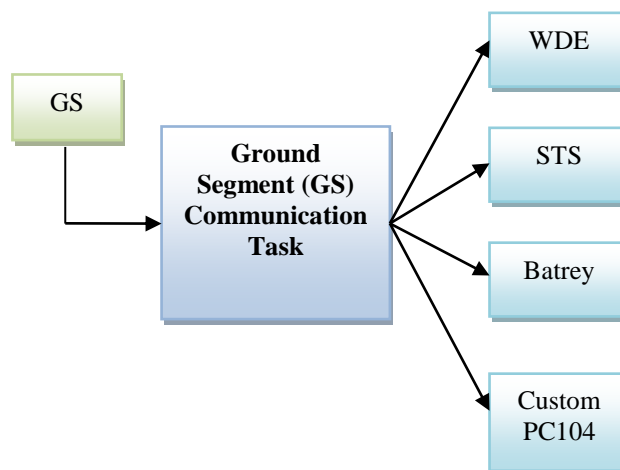 GS
Ground
Segment (GS)
Communication
Task
WDE
STS
Batrey
Custom
PC104